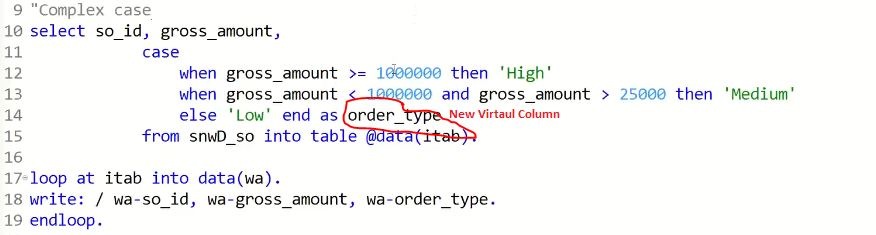 9 "Complex case
10 select so_id, gross_amount,
11 case
12 when gross_amount >= 1000000 then 'High'
13 when gross_amount < 1000000 and gross_amount > 25000 then 'Medium'
14 else 'Low' end as order_type New Virtaul Column
15 from snwD_so into table @data(itab).
16
17 loop at itab into data(wa).
18 write: / wa-so_id, wa-gross_amount, wa-order_type.
19 endloop.